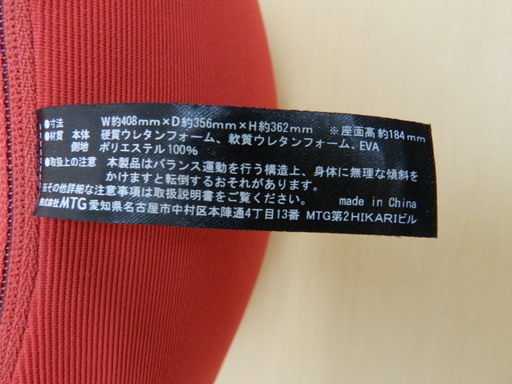 ●寸法 W約408mm×D約356mm×H約362mm ※座面高 約184mm
●材質 本体 硬質ウレタンフォーム、軟質ウレタンフォーム、EVA
側地 ポリエステル100%
●取扱上の注意 本製品はバランス運動を行う構造上、身体に無理な傾斜を
かけますと転倒するおそれがあります。
※その他詳細な注意事項は取扱説明書をご覧ください。 made in China
株式会社MTG 愛知県名古屋市中村区本陣通4丁目13番 MTG第2HIKARIビル